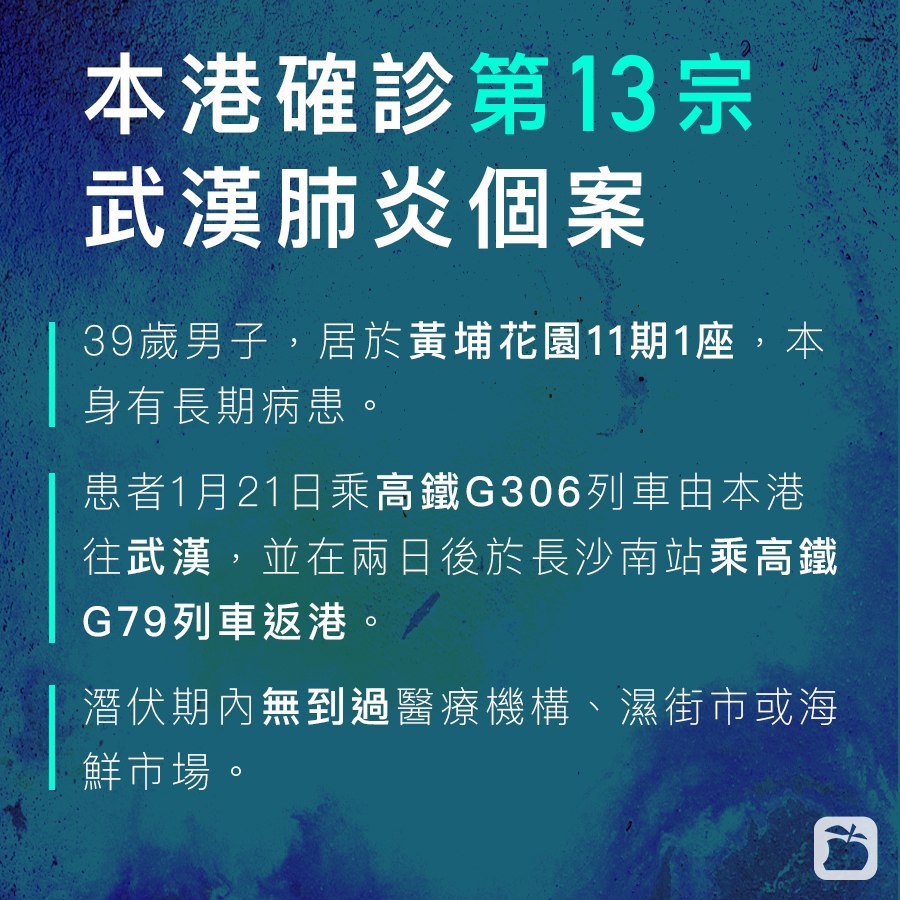 本港確診第13宗
武漢肺炎個案
39歲男子，居於黃埔花園11期1座，本
身有長期病患。
患者1月21日乘高鐵G306列車由本港
往武漢，並在兩日後於長沙南站乘高鐵
G79列車返港。
潛伏期內無到過醫療機構、濕街市或海
鮮市場。